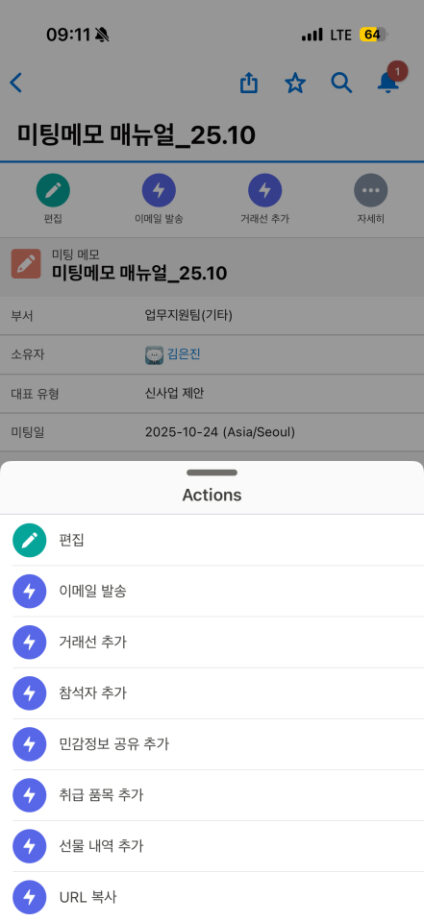 09:11
LTE
64
1
미팅메모 매뉴얼_25.10
편집
이메일 발송
거래선 추가
자세히
미팅 메모
미팅메모 매뉴얼_25.10
부서
업무지원팀(기타)
소유자
김은진
대표 유형
신사업 제안
미팅일
2025-10-24 (Asia/Seoul)
Actions
편집
이메일 발송
거래선 추가
참석자 추가
민감정보 공유 추가
취급 품목 추가
선물 내역 추가
URL 복사